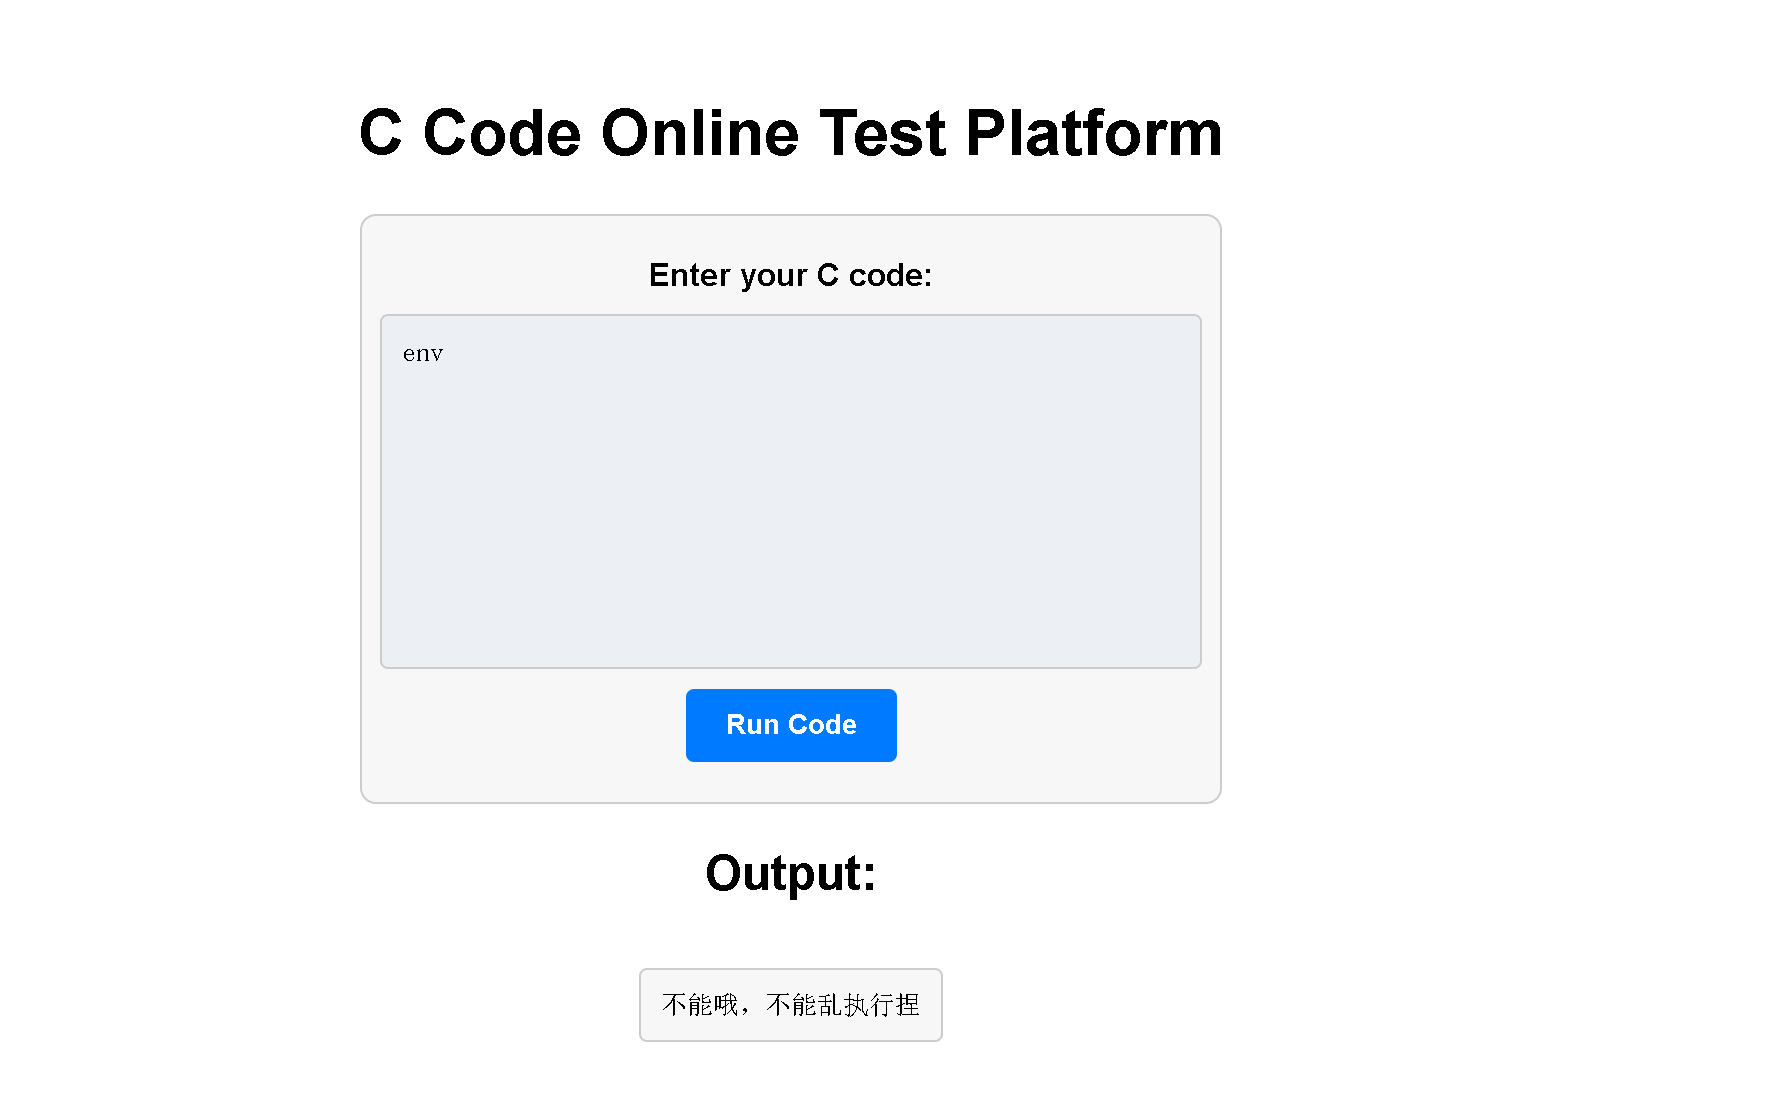 C Code Online Test Platform
Enter your C code:
env
Run Code
Output:
不能哦，不能乱执行捏